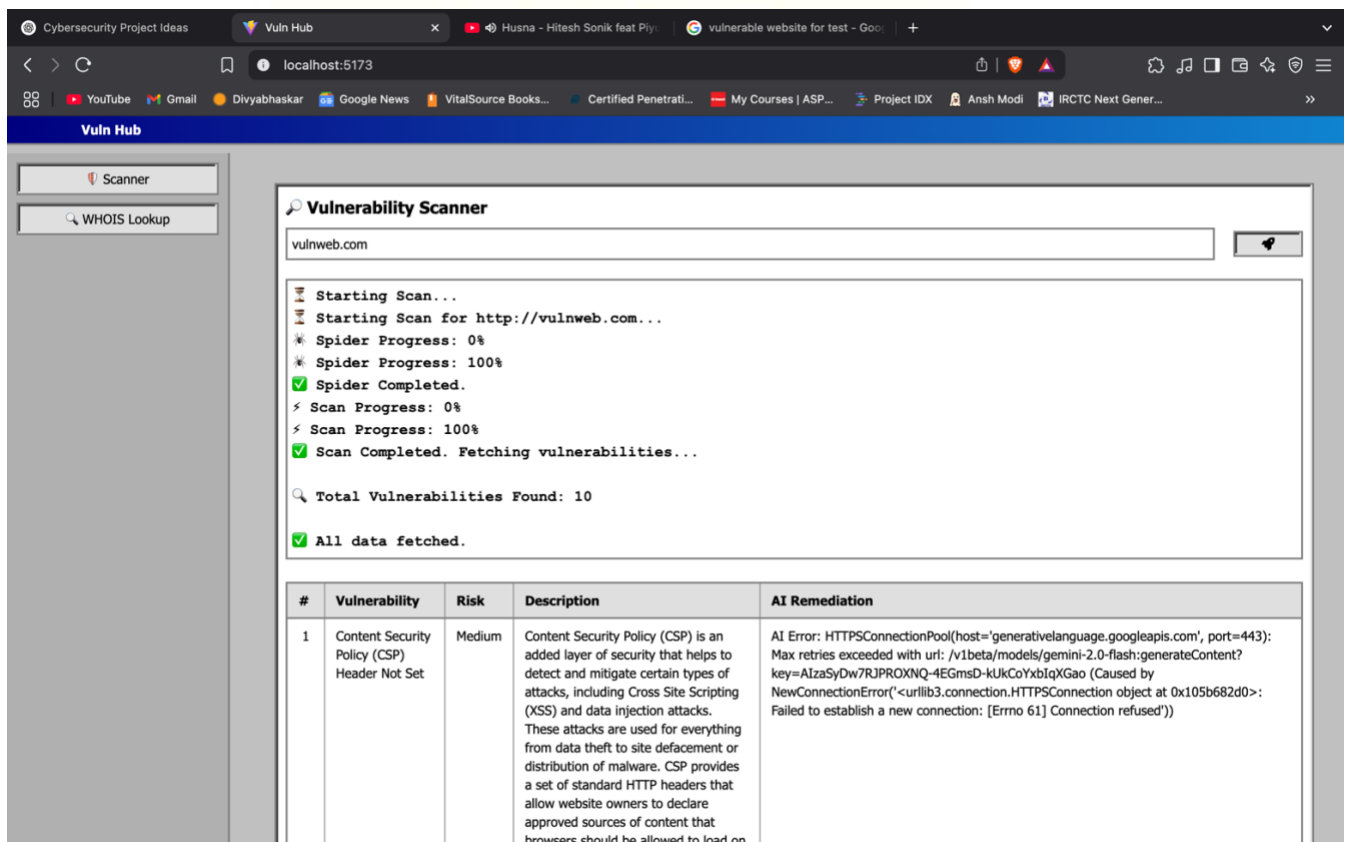 Cybersecurity Project Ideas
Vuln Hub
Husna - Hitesh Sonik feat Piyu
vulnerable website for test - Goog
localhost:5173
YouTube
Gmail
Divyabhaskar
Google News
VitalSource Books...
Certified Penetrati...
My Courses | ASP...
Project IDX
Ansh Modi
IRCTC Next Gener...
Vuln Hub
Scanner
WHOIS Lookup
Vulnerability Scanner
vulnweb.com
Starting Scan...
Starting Scan for http://vulnweb.com...
Spider Progress: 0%
Spider Progress: 100%
Spider Completed.
Scan Progress: 0%
Scan Progress: 100%
Scan Completed. Fetching vulnerabilities...
Total Vulnerabilities Found: 10
All data fetched.
# Vulnerability Risk Description AI Remediation
1
Content Security
Policy (CSP)
Header Not Set
Medium
Content Security Policy (CSP) is an
added layer of security that helps to
detect and mitigate certain types of
attacks, including Cross Site Scripting
(XSS) and data injection attacks.
These attacks are used for everything
from data theft to site defacement or
distribution of malware. CSP provides
a set of standard HTTP headers that
allow website owners to declare
approved sources of content that
browsers should be allowed to load on
AI Error: HTTPSConnectionPool(host='generativelanguage.googleapis.com', port=443):
Max retries exceeded with url: /v1beta/models/gemini-2.0-flash:generateContent?
key=AIzaSyDw7RJPROXNQ-4EGmsD-kUkCoYxbIqXGao (Caused by
NewConnectionError('<urllib3.connection.HTTPSConnection object at 0x105b682d0>:
Failed to establish a new connection: [Errno 61] Connection refused'))